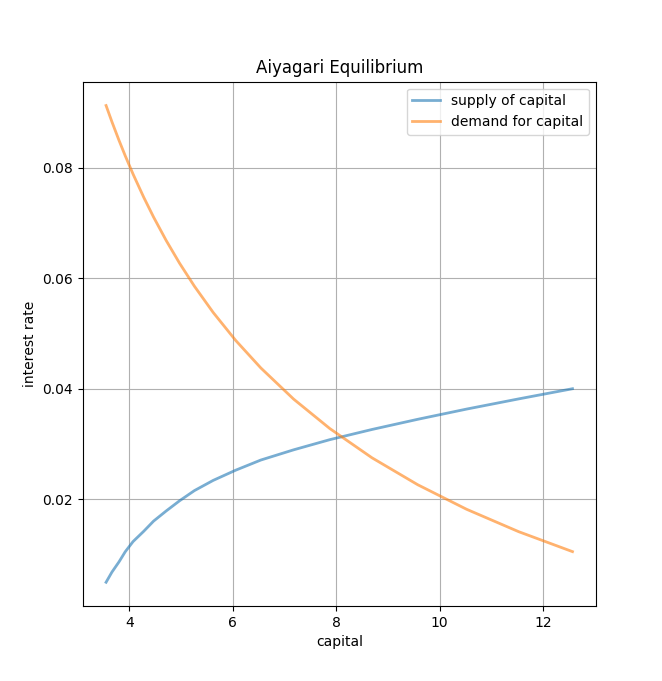 Aiyagari Equilibrium
supply of capital
demand for capital
0.08
0.06
0.04
0.02
interest rate
4 6 8 10 12
capital